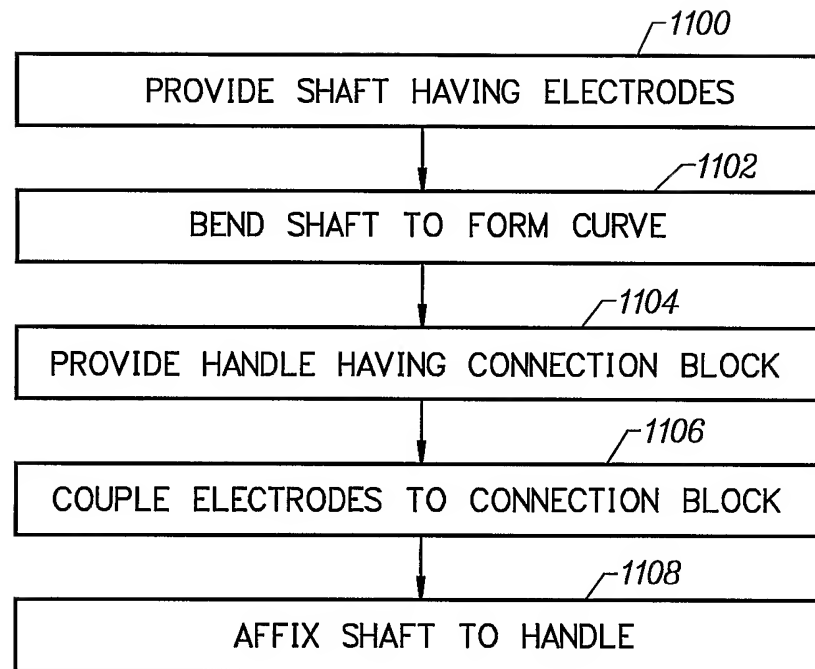 1100
PROVIDE SHAFT HAVING ELECTRODES
1102
BEND SHAFT TO FORM CURVE
1104
PROVIDE HANDLE HAVING CONNECTION BLOCK
1106
COUPLE ELECTRODES TO CONNECTION BLOCK
1108
AFFIX SHAFT TO HANDLE